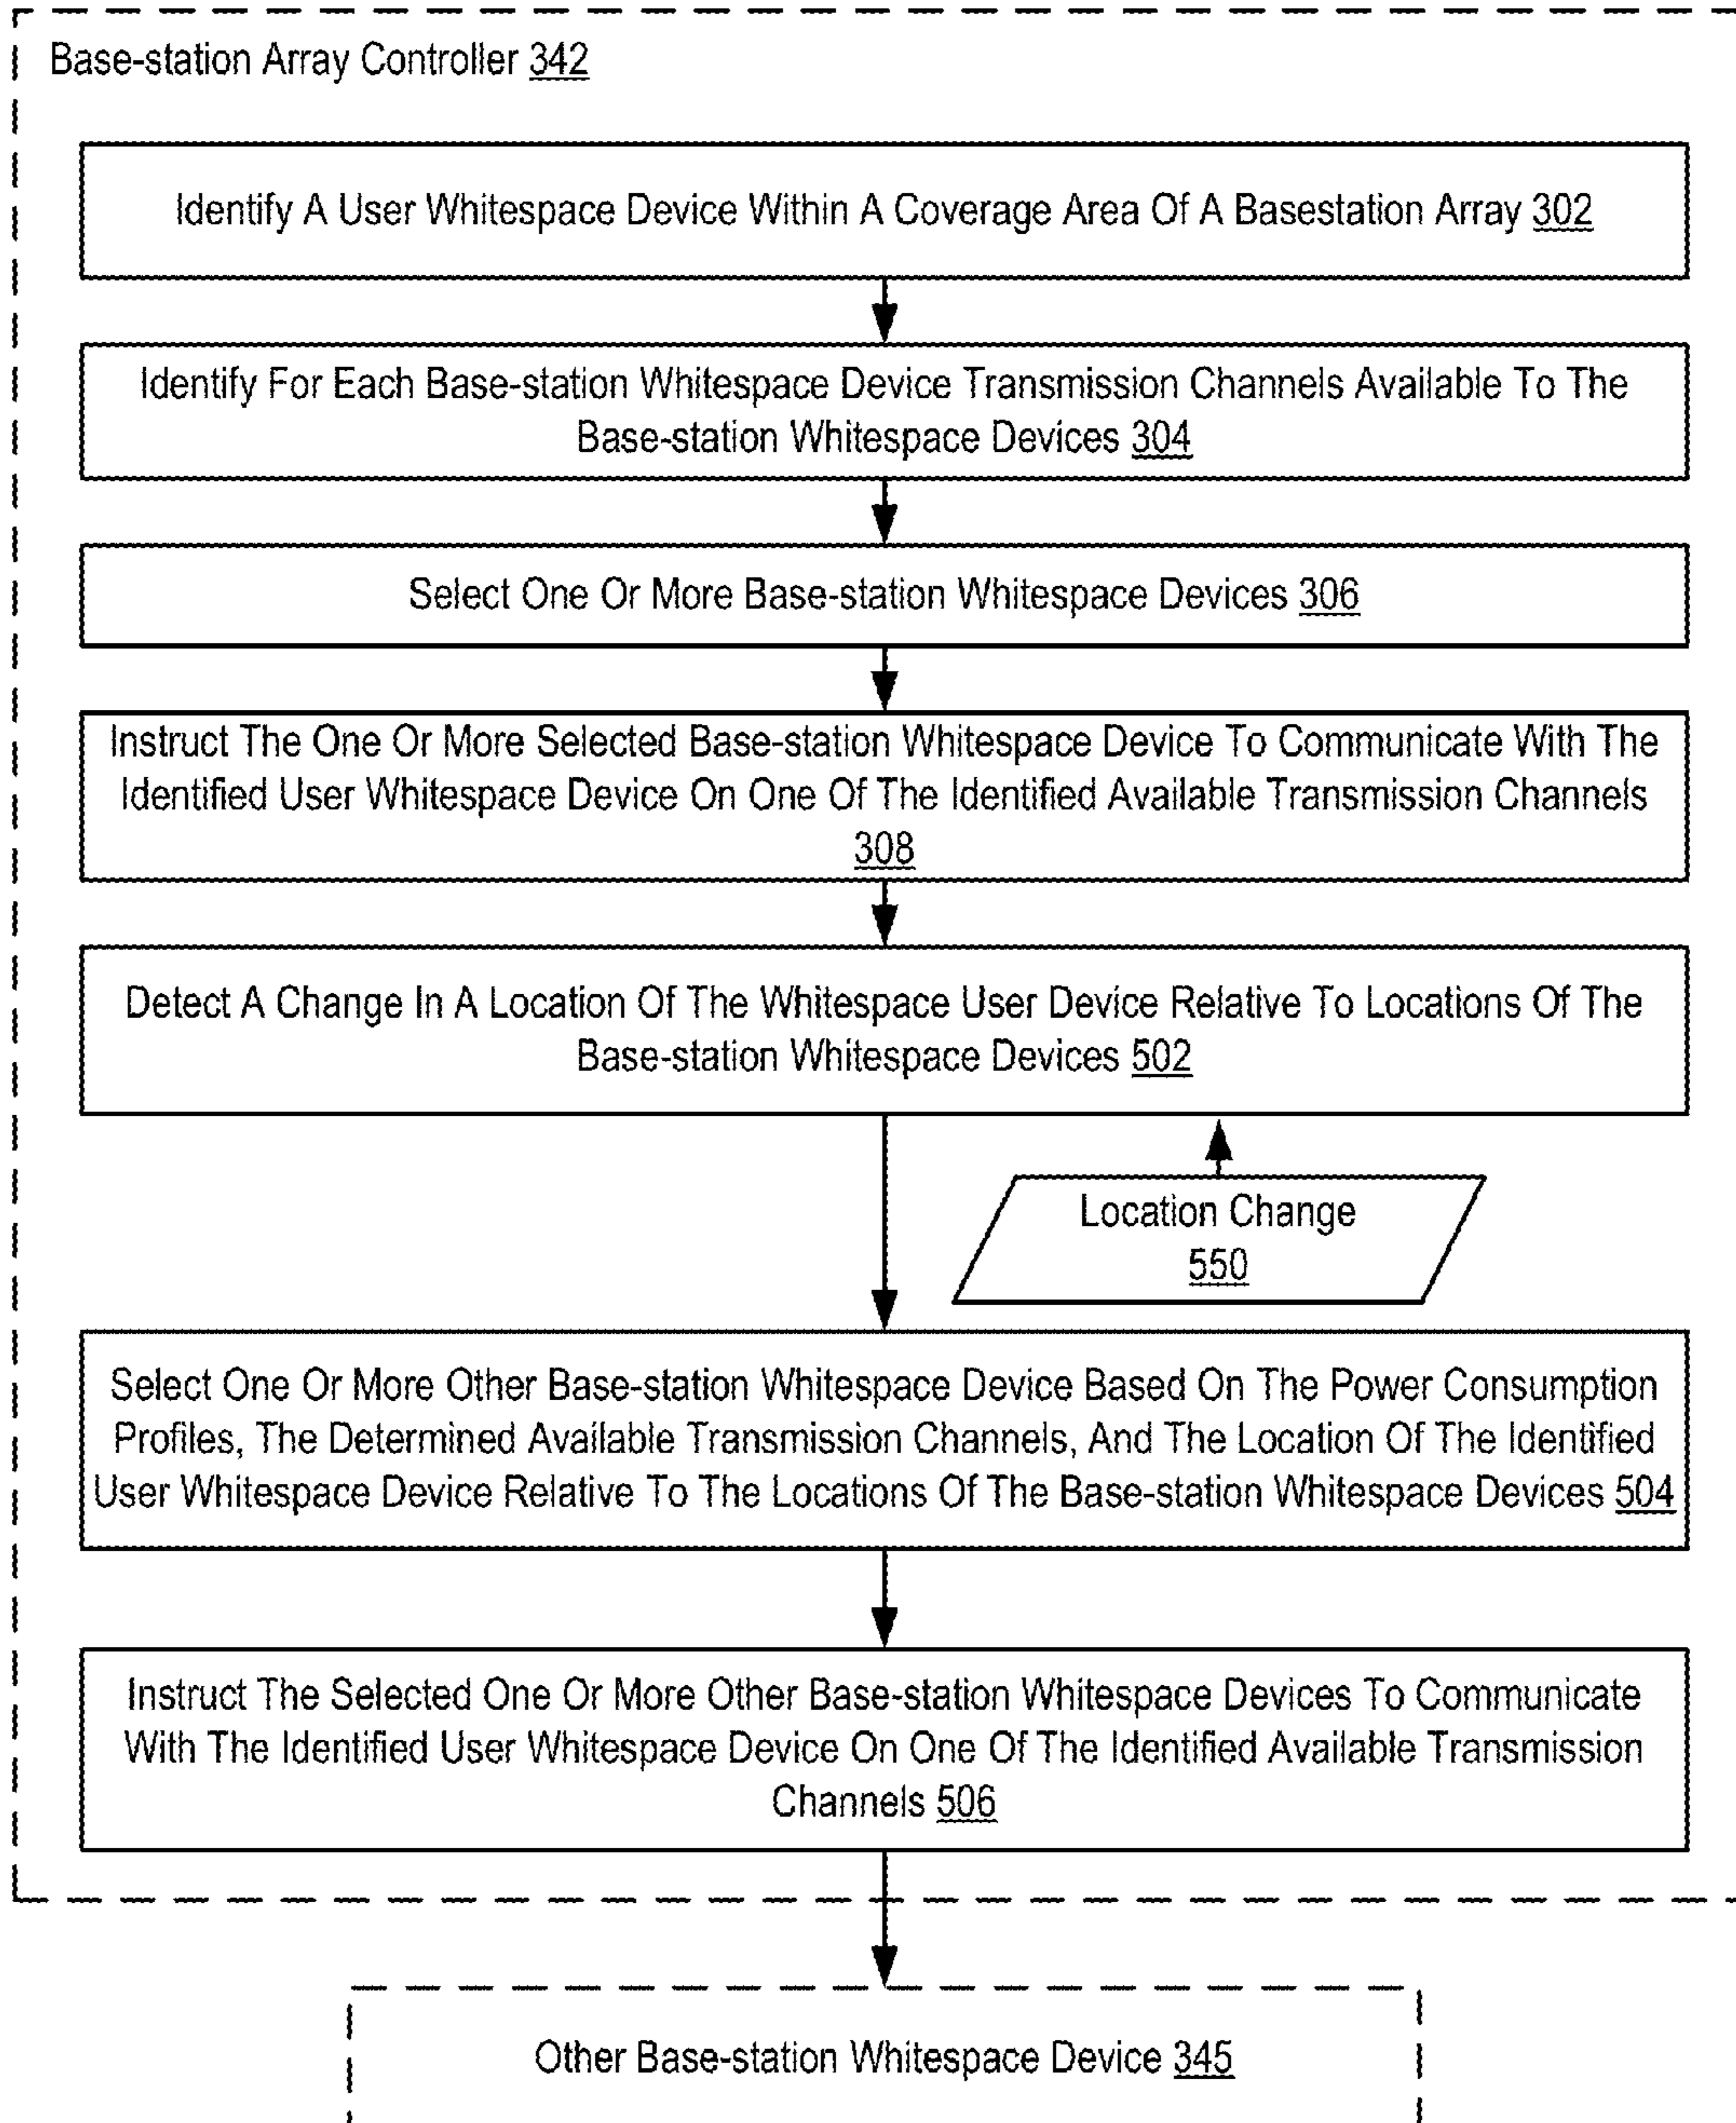 Base-station Array Controller 342
Identify A User Whitespace Device Within A Coverage Area Of A Basestation Array 302
Identify For Each Base-station Whitespace Device Transmission Channels Available To The
Base-station Whitespace Devices 304
Select One Or More Base-station Whitespace Devices 306
Instruct The One Or More Selected Base-station Whitespace Device To Communicate With The
Identified User Whitespace Device On One Of The Identified Available Transmission Channels
308
Detect A Change In A Location Of The Whitespace User Device Relative To Locations Of The
Base-station Whitespace Devices 502
Location Change
550
Select One Or More Other Base-station Whitespace Device Based On The Power Consumption
Profiles, The Determined Available Transmission Channels, And The Location Of The Identified
User Whitespace Device Relative To The Locations Of The Base-station Whitespace Devices 504
Instruct The Selected One Or More Other Base-station Whitespace Devices To Communicate
With The Identified User Whitespace Device On One Of The Identified Available Transmission
Channels 506
Other Base-station Whitespace Device 345